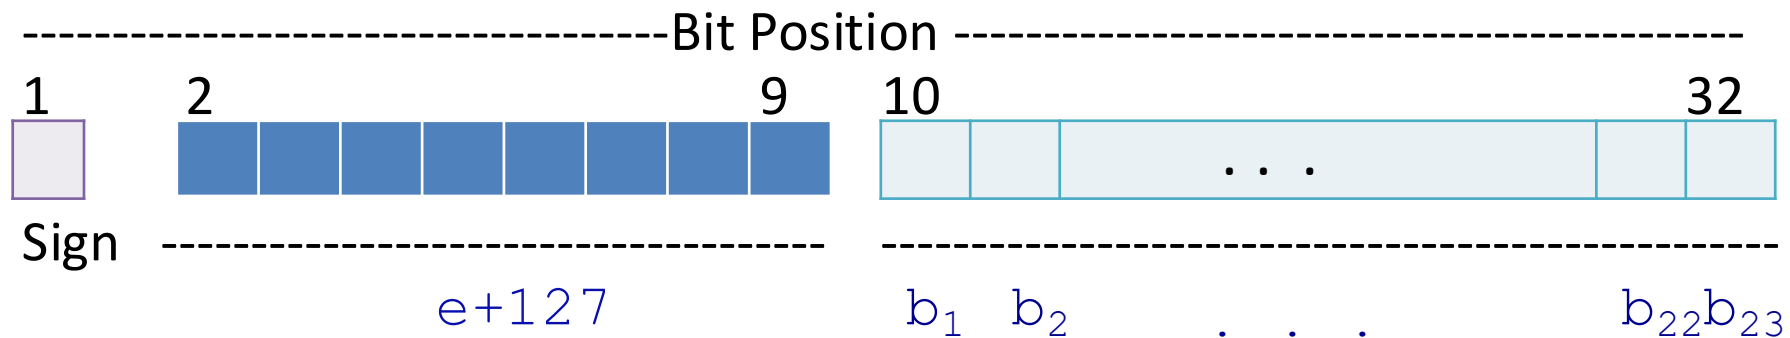 ------------------------------------Bit Position --------------------------------------------
1 2 9 10 32
. . .
Sign ------------------------------------- --------------------------------------------------
e+127 b₁ b₂ . . . b₂₂b₂₃